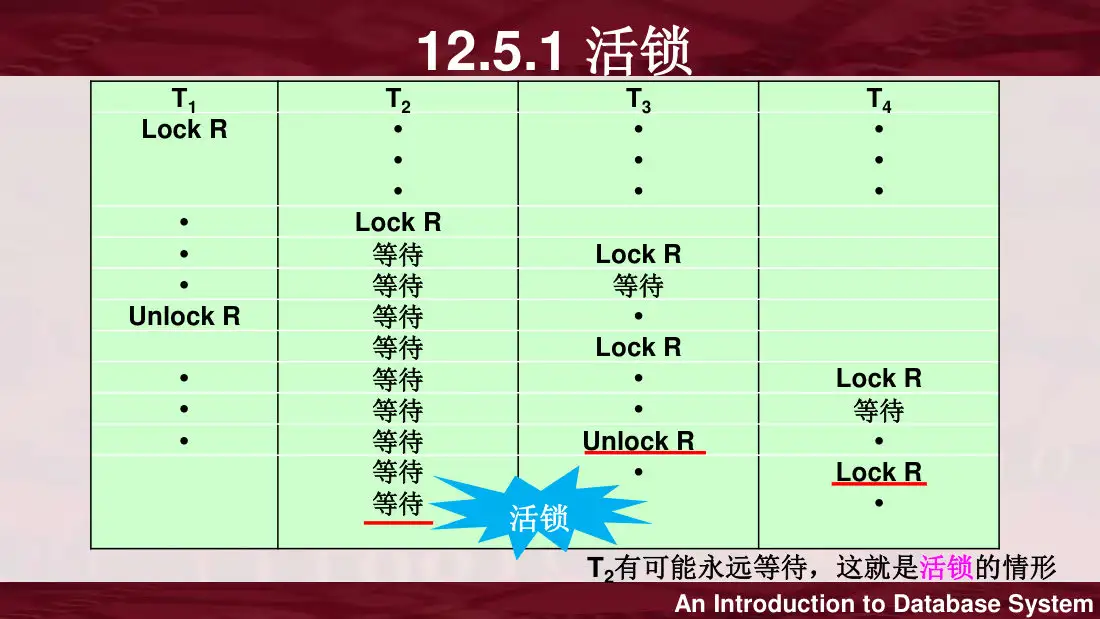 12.5.1 活锁
T1 T2 T3 T4
Lock R • • •
• • •
• • •
• Lock R
• 等待 Lock R
• 等待 等待
Unlock R 等待 •
等待 Lock R
• 等待 • Lock R
• 等待 • 等待
• 等待 Unlock R •
等待 • Lock R
等待 •
活锁
T2有可能永远等待，这就是活锁的情形
An Introduction to Database System